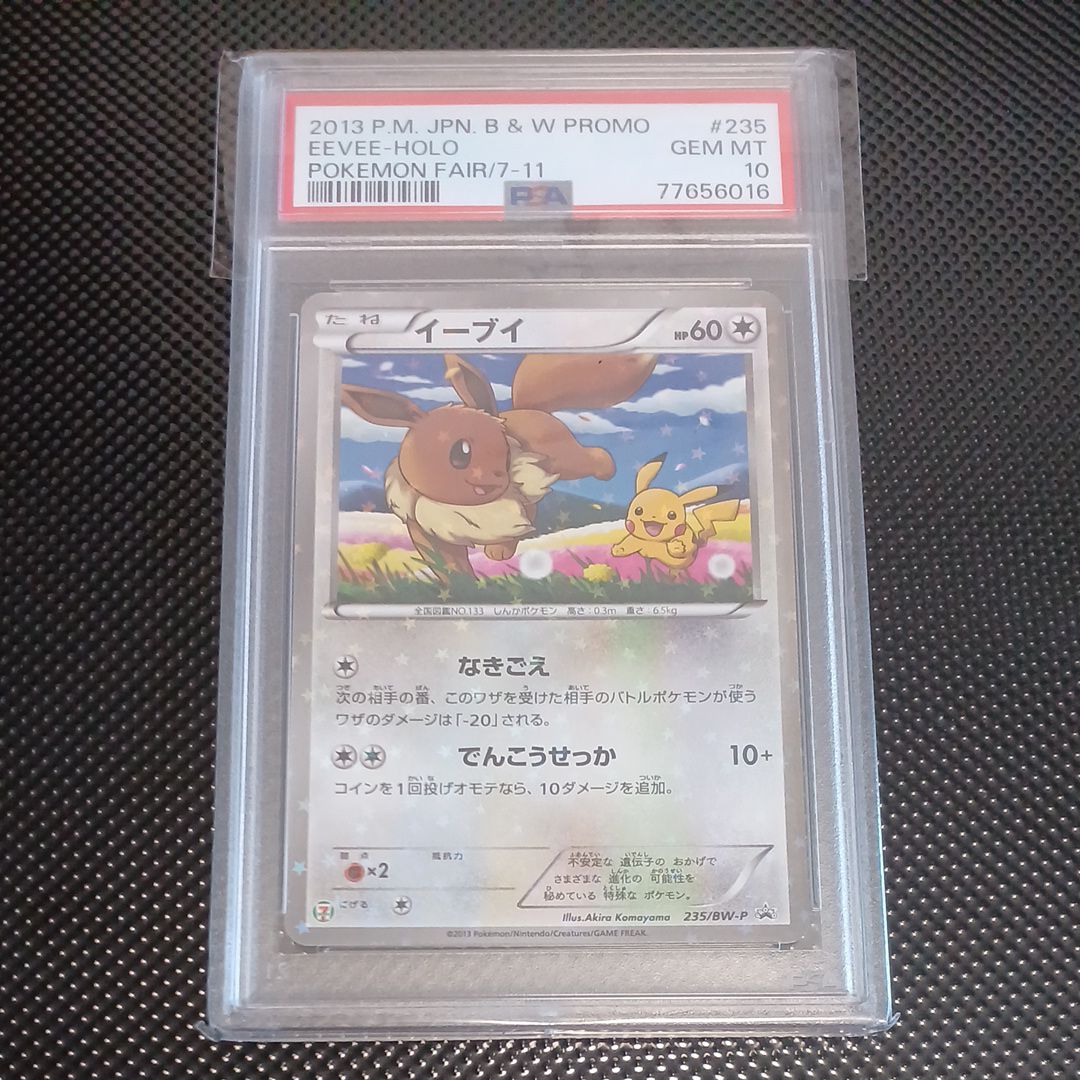 2013 P.M. JPN. B & W PROMO #235
EEVEE-HOLO GEM MT
POKEMON FAIR/7-11 10
PSA 77656016
たね イーブイ HP60
全国図鑑NO.133 しんかポケモン 高さ:0.3m 重さ:6.5kg
なきごえ
次の相手の番、このワザを受けた相手のバトルポケモンが使う
ワザのダメージは「-20」される。
でんこうせっか 10+
コインを1回投げオモテなら、10ダメージを追加。
弱点 抵抗力
×2
にげる
不安定な 遺伝子の おかげで
さまざまな 進化の 可能性を
秘めている 特殊な ポケモン。
Illus.Akira Komayama 235/BW-P
©2013 Pokémon/Nintendo/Creatures/GAME FREAK.